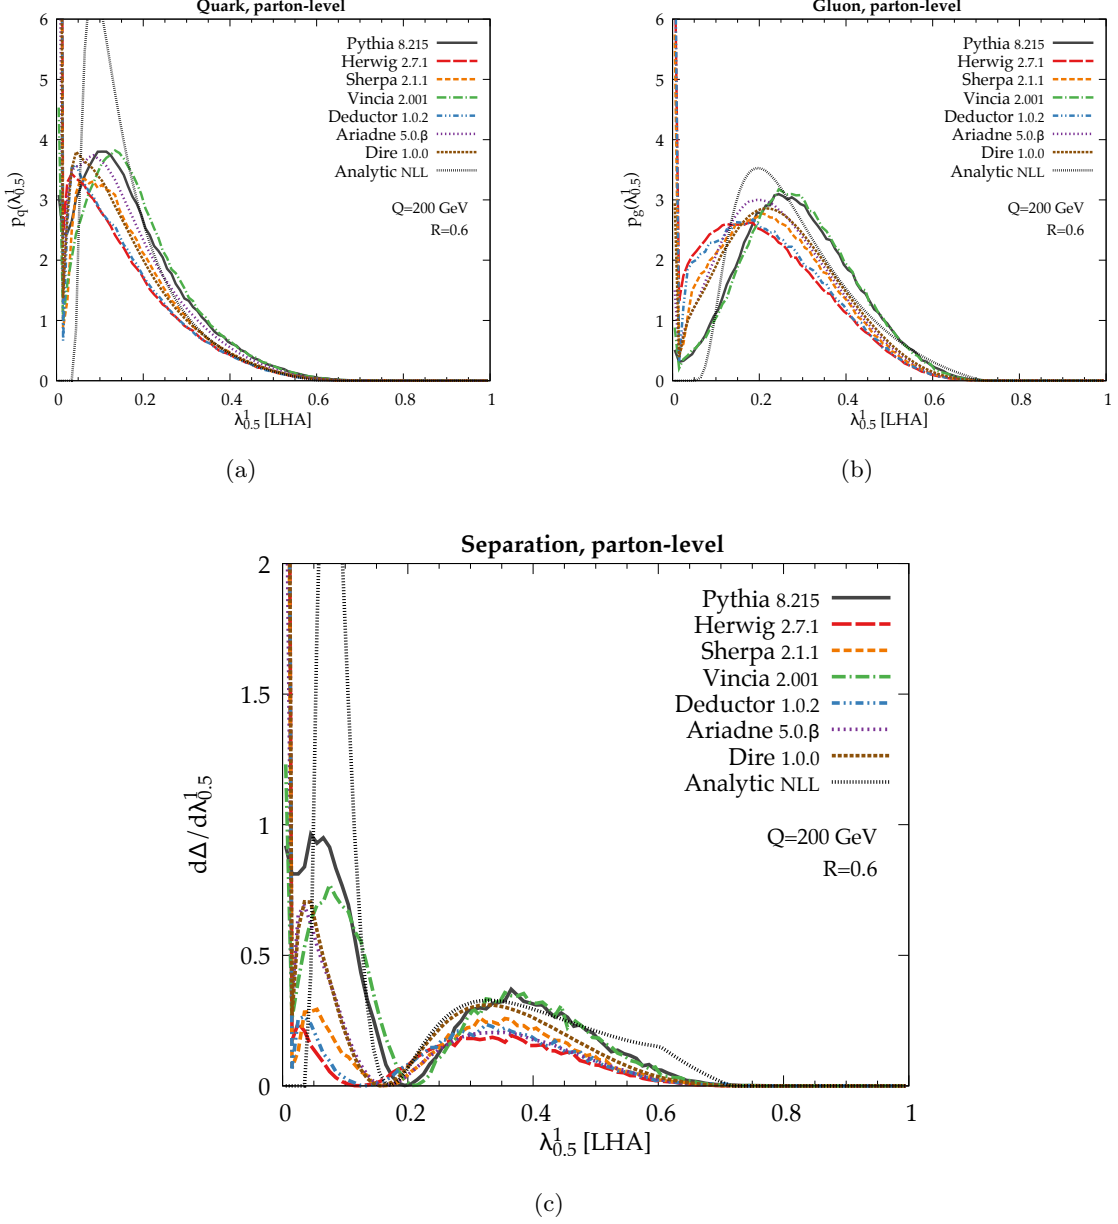 Quark, parton-level
6
5
4
3
2
1
0
p_q(λ^1_0.5)
Pythia 8.215
Herwig 2.7.1
Sherpa 2.1.1
Vincia 2.001
Deductor 1.0.2
Ariadne 5.0.β
Dire 1.0.0
Analytic NLL
Q=200 GeV
R=0.6
0 0.2 0.4 0.6 0.8 1
λ^1_0.5 [LHA]
(a)
Gluon, parton-level
6
5
4
3
2
1
0
p_g(λ^1_0.5)
Pythia 8.215
Herwig 2.7.1
Sherpa 2.1.1
Vincia 2.001
Deductor 1.0.2
Ariadne 5.0.β
Dire 1.0.0
Analytic NLL
Q=200 GeV
R=0.6
0 0.2 0.4 0.6 0.8 1
λ^1_0.5 [LHA]
(b)
Separation, parton-level
2
1.5
1
0.5
0
dΔ/dλ^1_0.5
Pythia 8.215
Herwig 2.7.1
Sherpa 2.1.1
Vincia 2.001
Deductor 1.0.2
Ariadne 5.0.β
Dire 1.0.0
Analytic NLL
Q=200 GeV
R=0.6
0 0.2 0.4 0.6 0.8 1
λ^1_0.5 [LHA]
(c)